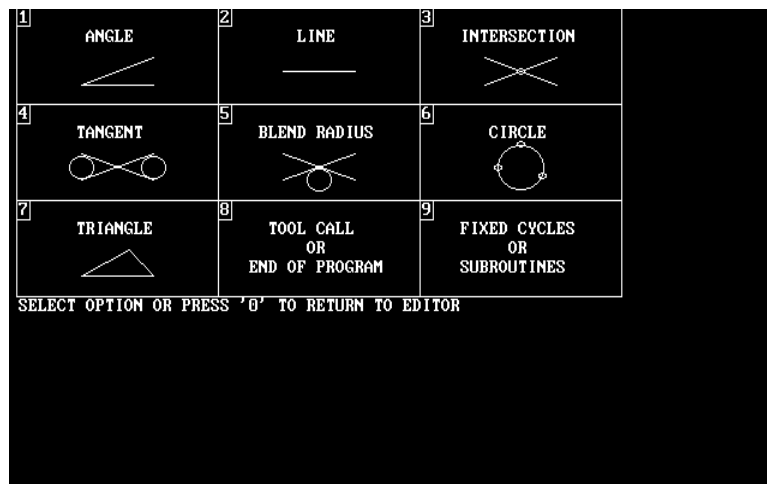 1
ANGLE
2
LINE
3
INTERSECTION
4
TANGENT
5
BLEND RADIUS
6
CIRCLE
7
TRIANGLE
8
TOOL CALL
OR
END OF PROGRAM
9
FIXED CYCLES
OR
SUBROUTINES
SELECT OPTION OR PRESS '0' TO RETURN TO EDITOR